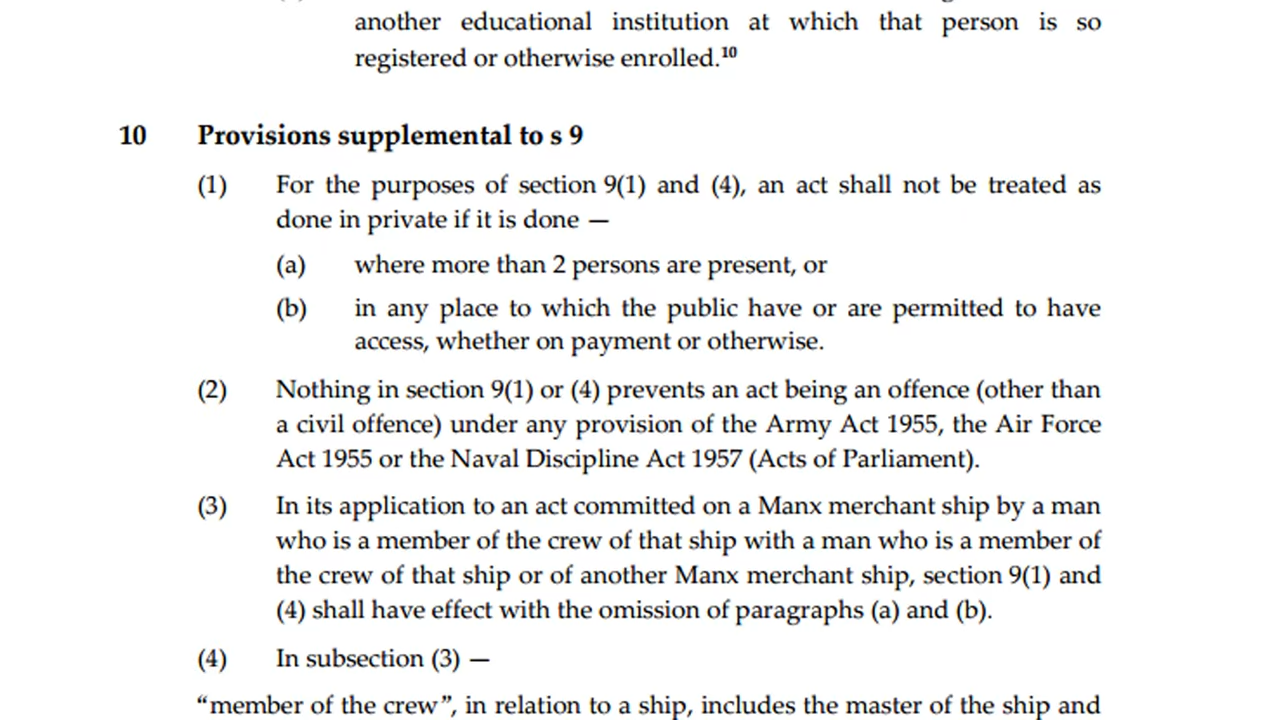 another educational institution at which that person is so
registered or otherwise enrolled.10
10 Provisions supplemental to s 9
(1) For the purposes of section 9(1) and (4), an act shall not be treated as
done in private if it is done —
(a) where more than 2 persons are present, or
(b) in any place to which the public have or are permitted to have
access, whether on payment or otherwise.
(2) Nothing in section 9(1) or (4) prevents an act being an offence (other than
a civil offence) under any provision of the Army Act 1955, the Air Force
Act 1955 or the Naval Discipline Act 1957 (Acts of Parliament).
(3) In its application to an act committed on a Manx merchant ship by a man
who is a member of the crew of that ship with a man who is a member of
the crew of that ship or of another Manx merchant ship, section 9(1) and
(4) shall have effect with the omission of paragraphs (a) and (b).
(4) In subsection (3) —
“member of the crew”, in relation to a ship, includes the master of the ship and